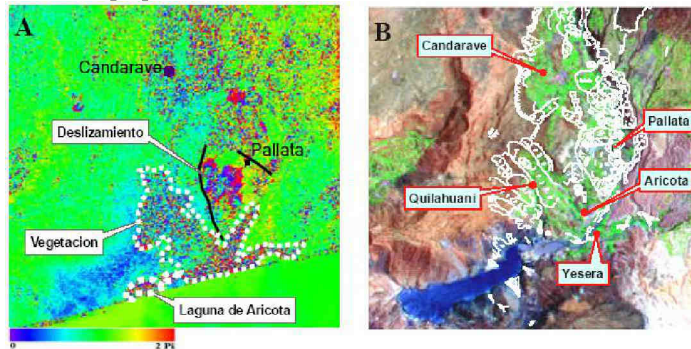 A
Candarave
Deslizamiento
Pallata
Vegetacion
Laguna de Aricota
0
2 Pi
B
Candarave
Pallata
Quilahuani
Aricota
Yesera